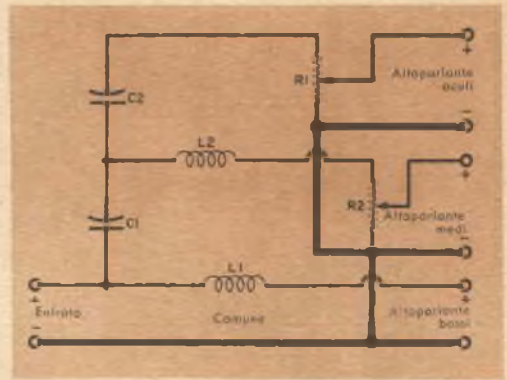 +
R1
Altoparlante
acuti
C2
-
L2
+
R2
Altoparlante
medi
C1
-
L1
+
+
Entrata
Comune
Altoparlante
bassi
-
-